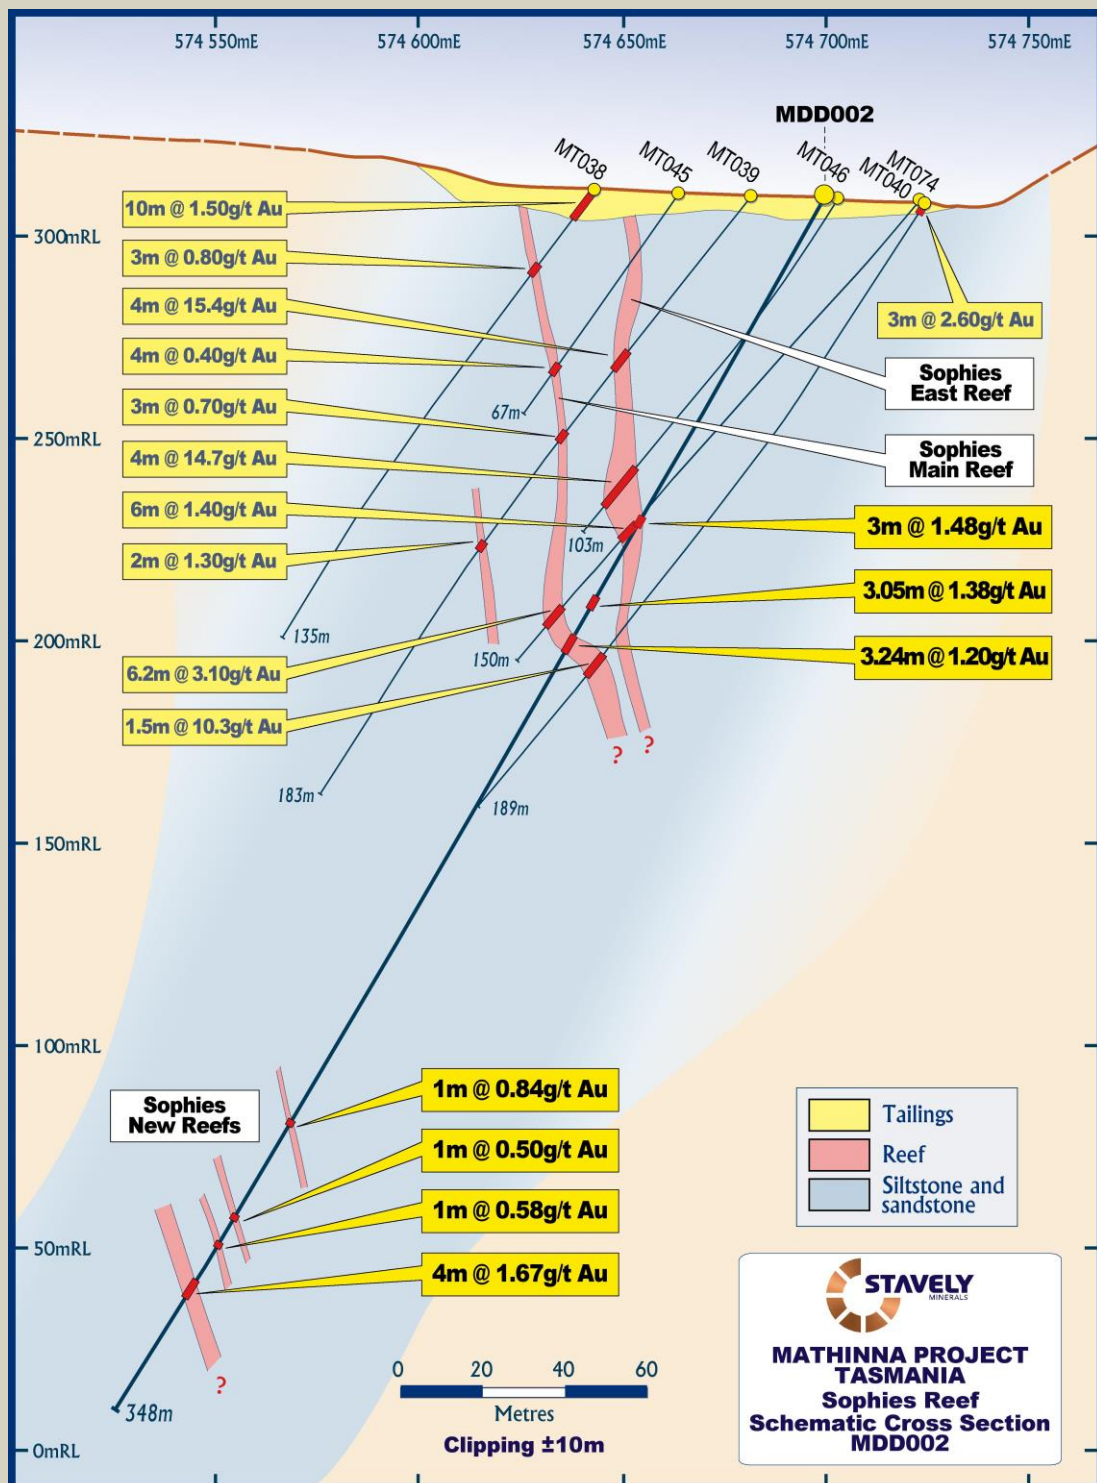 574 550mE
574 600mE
574 650mE
574 700mE
574 750mE
MDD002
MT038
MT045
MT039
MT046
MT040
MT074
300mRL
250mRL
200mRL
150mRL
100mRL
50mRL
0mRL
10m @ 1.50g/t Au
3m @ 0.80g/t Au
4m @ 15.4g/t Au
4m @ 0.40g/t Au
3m @ 0.70g/t Au
4m @ 14.7g/t Au
6m @ 1.40g/t Au
2m @ 1.30g/t Au
6.2m @ 3.10g/t Au
1.5m @ 10.3g/t Au
3m @ 2.60g/t Au
Sophies
East Reef
Sophies
Main Reef
3m @ 1.48g/t Au
3.05m @ 1.38g/t Au
3.24m @ 1.20g/t Au
67m
103m
135m
150m
183m
189m
? ?
Sophies
New Reefs
1m @ 0.84g/t Au
1m @ 0.50g/t Au
1m @ 0.58g/t Au
4m @ 1.67g/t Au
?
348m
Tailings
Reef
Siltstone and
sandstone
0 20 40 60
Metres
Clipping ±10m
STAVELY
MINERALS
MATHINNA PROJECT
TASMANIA
Sophies Reef
Schematic Cross Section
MDD002